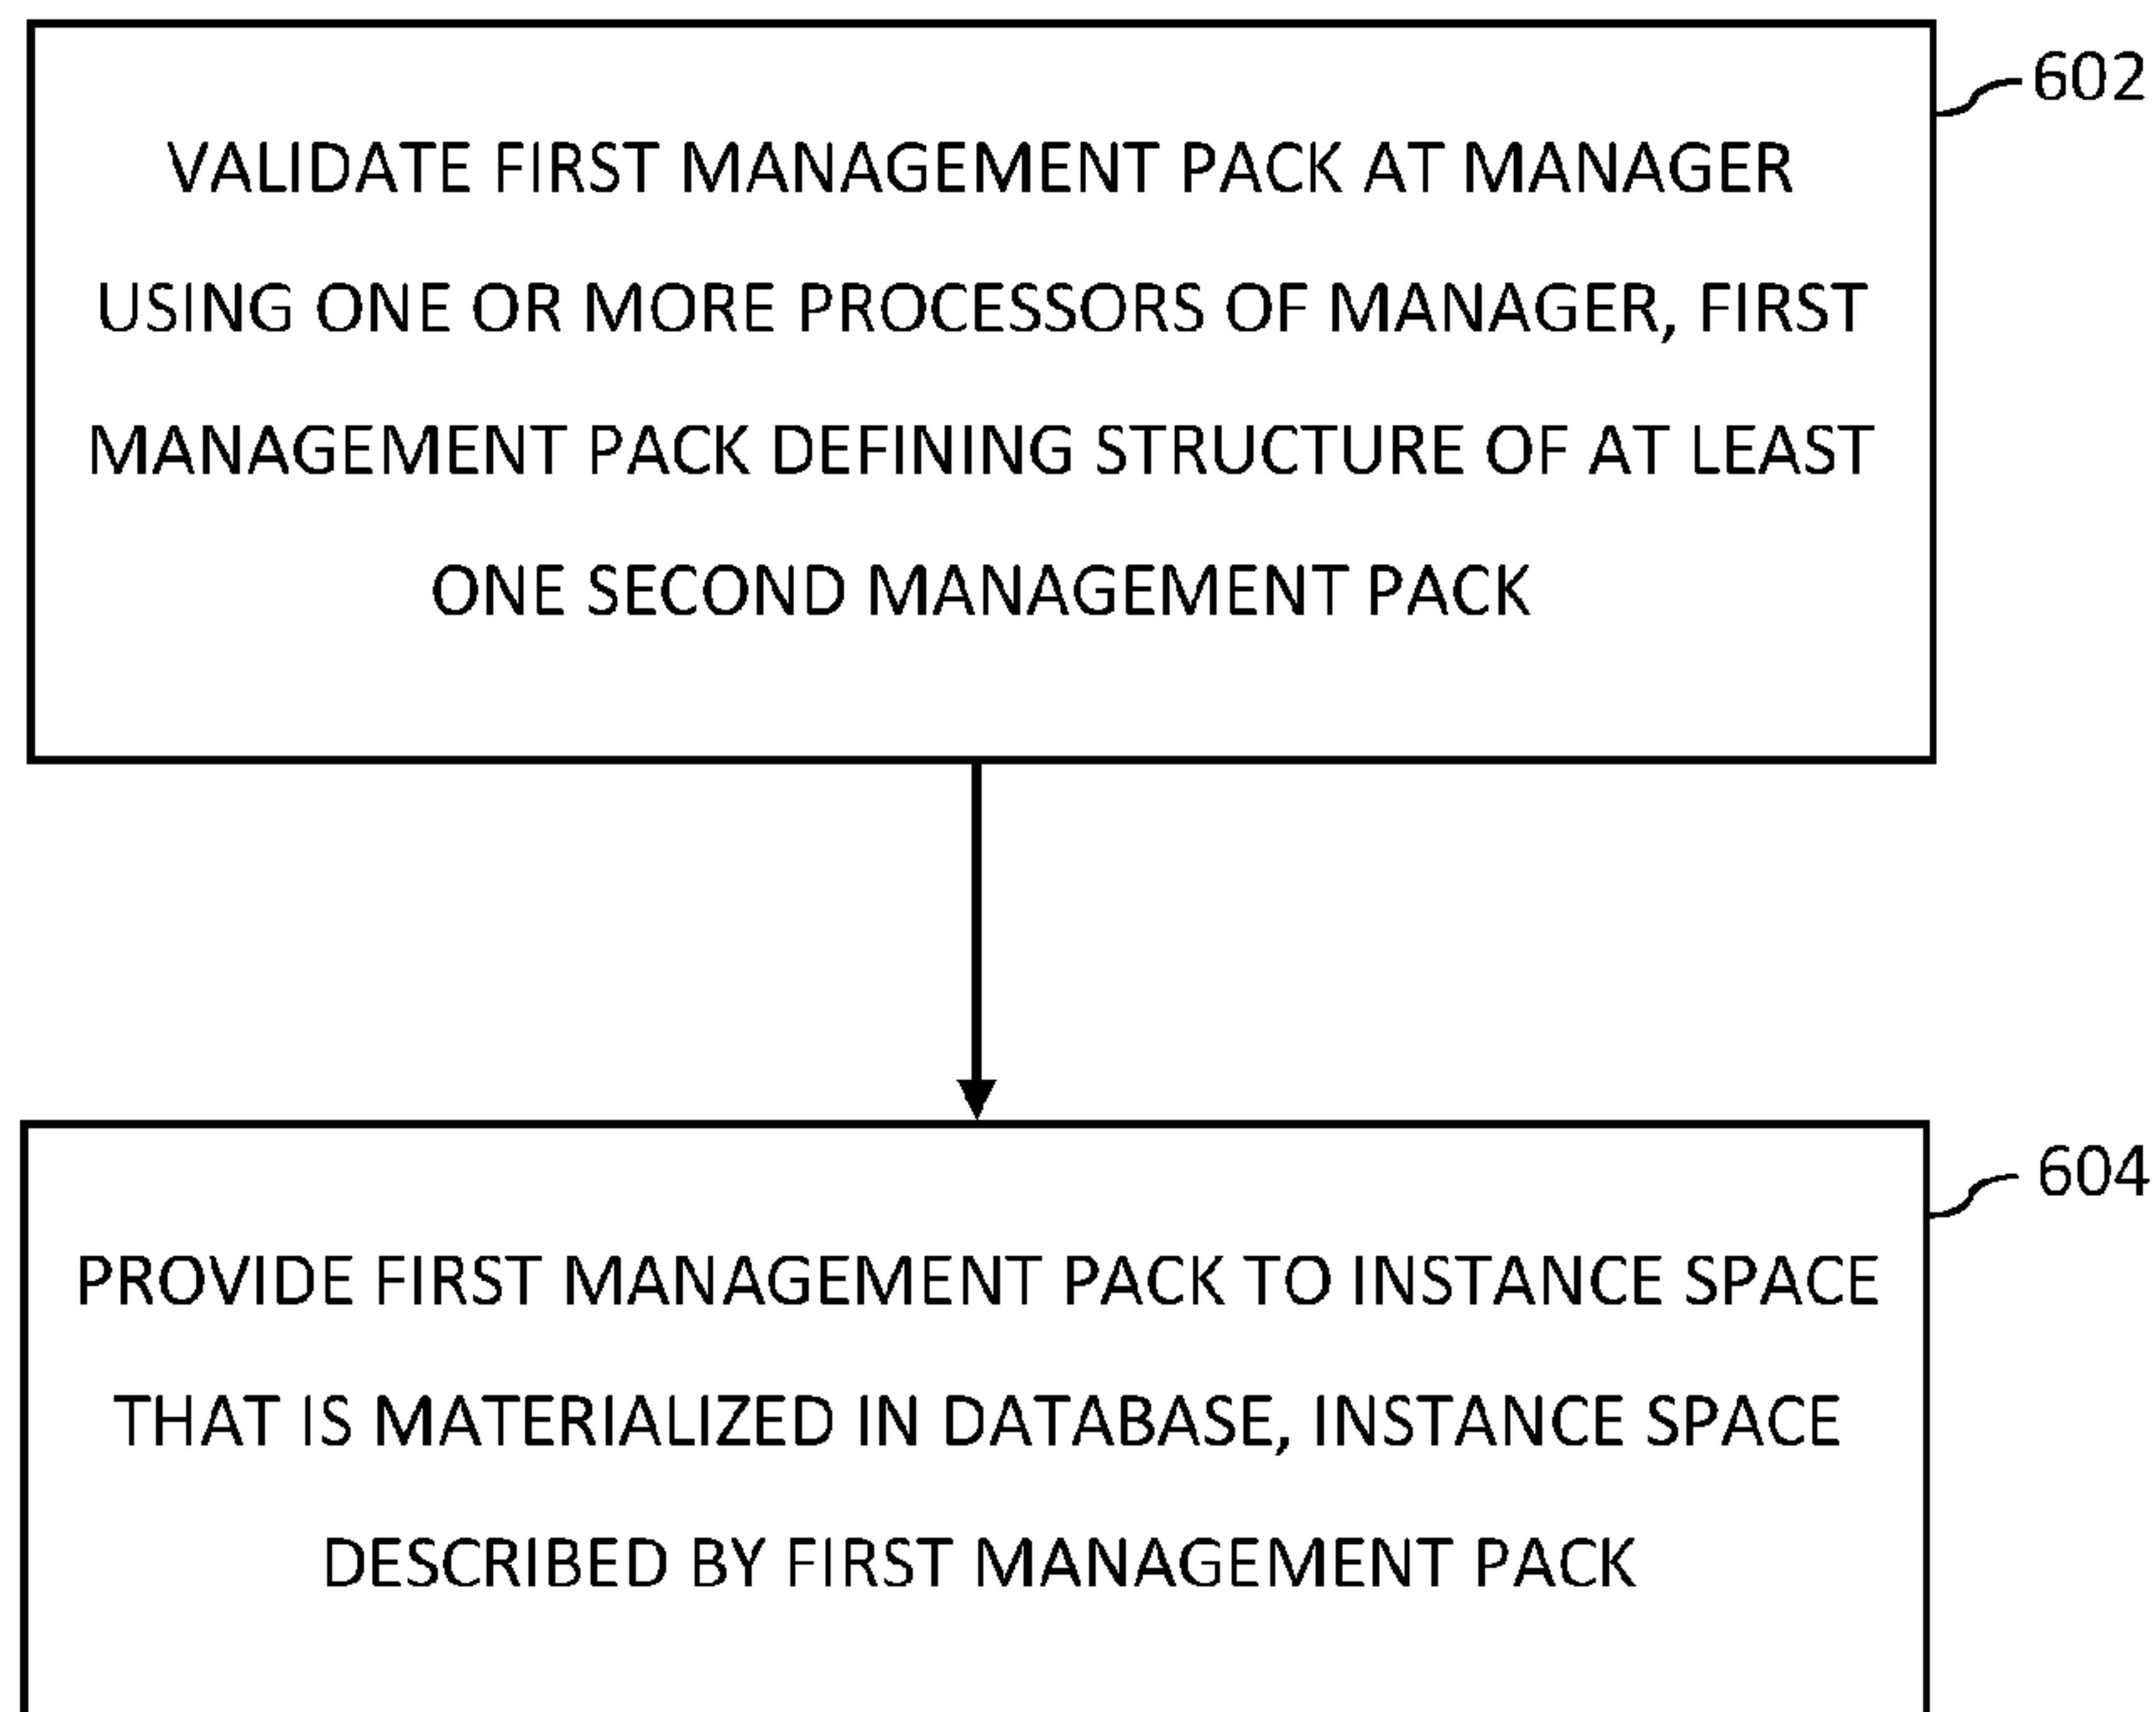 602
VALIDATE FIRST MANAGEMENT PACK AT MANAGER
USING ONE OR MORE PROCESSORS OF MANAGER, FIRST
MANAGEMENT PACK DEFINING STRUCTURE OF AT LEAST
ONE SECOND MANAGEMENT PACK
604
PROVIDE FIRST MANAGEMENT PACK TO INSTANCE SPACE
THAT IS MATERIALIZED IN DATABASE, INSTANCE SPACE
DESCRIBED BY FIRST MANAGEMENT PACK